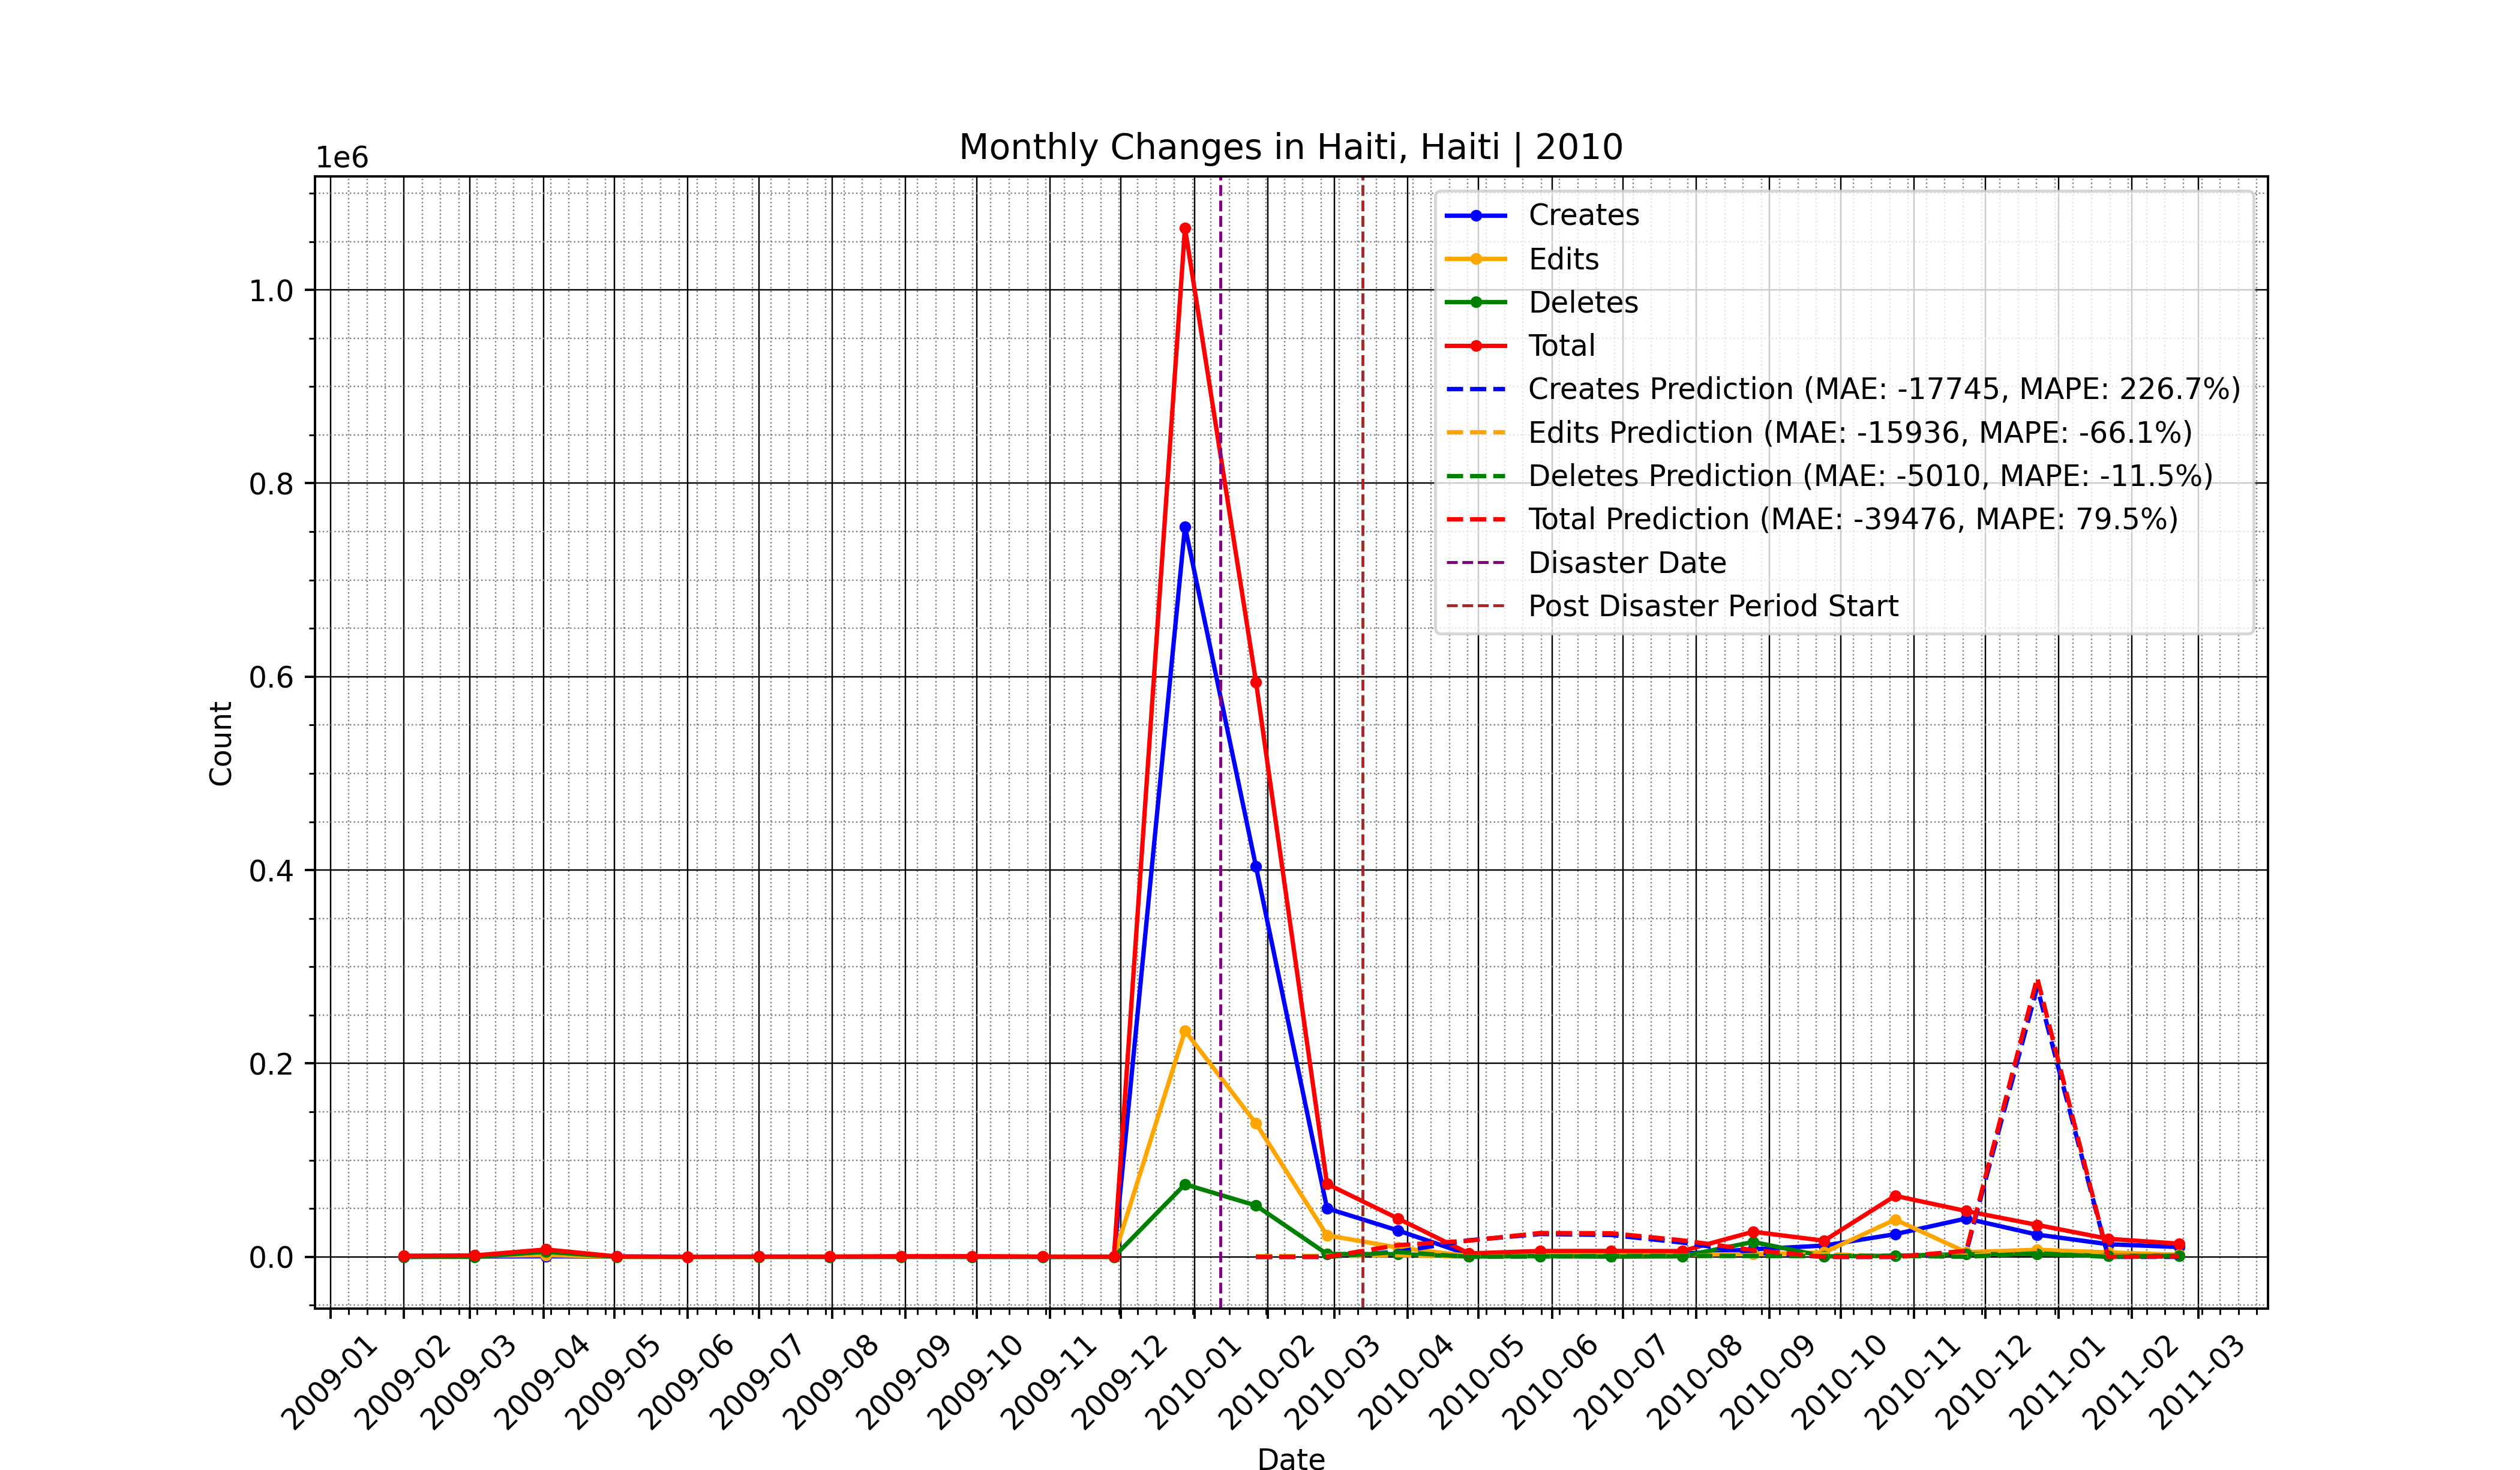 Monthly Changes in Haiti, Haiti | 2010
1e6
1.0
0.8
0.6
0.4
0.2
0.0
Count
Creates
Edits
Deletes
Total
Creates Prediction (MAE: -17745, MAPE: 226.7%)
Edits Prediction (MAE: -15936, MAPE: -66.1%)
Deletes Prediction (MAE: -5010, MAPE: -11.5%)
Total Prediction (MAE: -39476, MAPE: 79.5%)
Disaster Date
Post Disaster Period Start
2009-01
2009-02
2009-03
2009-04
2009-05
2009-06
2009-07
2009-08
2009-09
2009-10
2009-11
2009-12
2010-01
2010-02
2010-03
2010-04
2010-05
2010-06
2010-07
2010-08
2010-09
2010-10
2010-11
2010-12
2011-01
2011-02
2011-03
Date